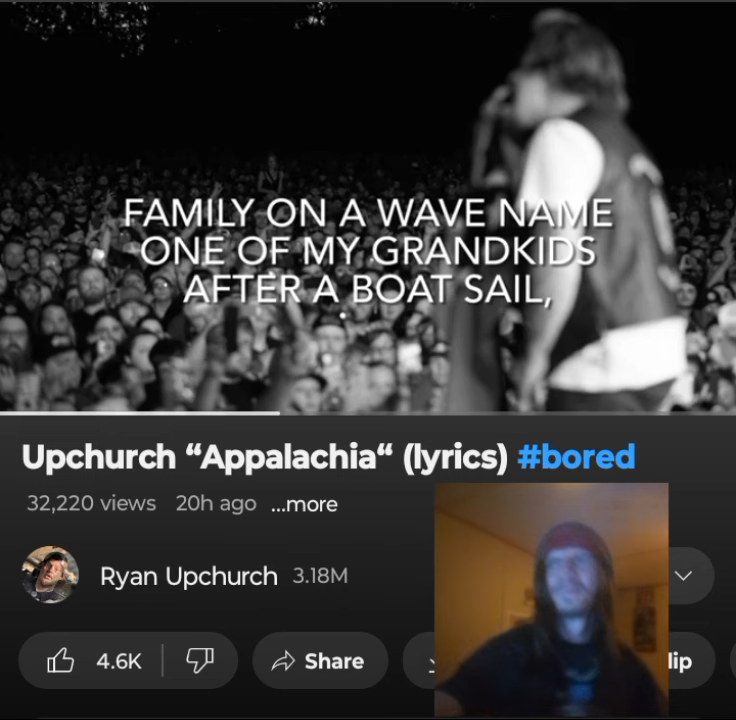 FAMILY ON A WAVE NAME
ONE OF MY GRANDKIDS
AFTER A BOAT SAIL,
Upchurch “Appalachia“ (lyrics) #bored
32,220 views 20h ago ...more
Ryan Upchurch 3.18M
4.6K Share lip